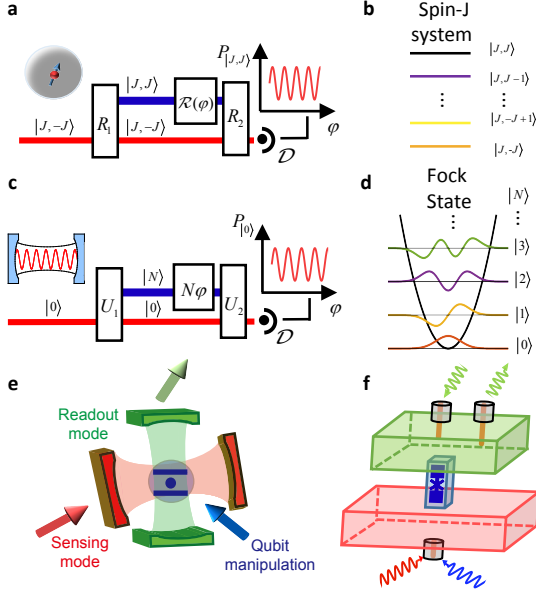 a
P|J,J⟩
|J,J⟩
R(φ)
|J,−J⟩
R1
|J,−J⟩
R2
φ
D
b
Spin-J
system
|J,J⟩
|J,J−1⟩
⋮ ⋮
|J,−J+1⟩
|J,-J⟩
c
P|0⟩
|N⟩
Nφ
|0⟩
U1
|0⟩
U2
φ
D
d
Fock
State
|N⟩
⋮ ⋮
|3⟩
|2⟩
|1⟩
|0⟩
e
Readout
mode
Sensing
mode
Qubit
manipulation
f